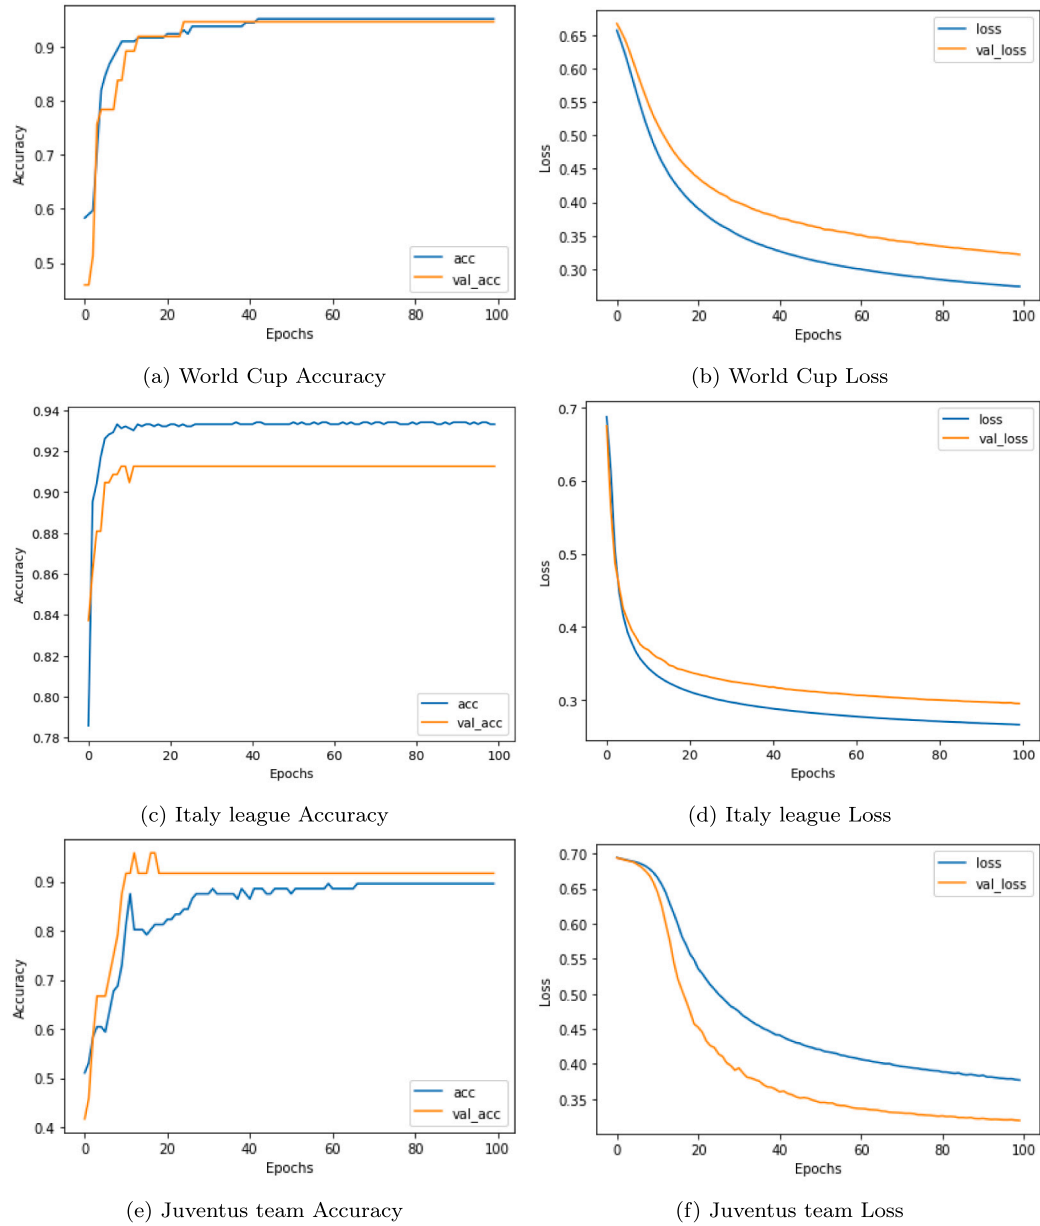 0.9
0.8
0.7
0.6
0.5
Accuracy
acc
val_acc
0 20 40 60 80 100
Epochs
(a) World Cup Accuracy
0.65
0.60
0.55
0.50
0.45
0.40
0.35
0.30
Loss
loss
val_loss
0 20 40 60 80 100
Epochs
(b) World Cup Loss
0.94
0.92
0.90
0.88
0.86
0.84
0.82
0.80
0.78
Accuracy
acc
val_acc
0 20 40 60 80 100
Epochs
(c) Italy league Accuracy
0.7
0.6
0.5
0.4
0.3
Loss
loss
val_loss
0 20 40 60 80 100
Epochs
(d) Italy league Loss
0.9
0.8
0.7
0.6
0.5
0.4
Accuracy
acc
val_acc
0 20 40 60 80 100
Epochs
(e) Juventus team Accuracy
0.70
0.65
0.60
0.55
0.50
0.45
0.40
0.35
Loss
loss
val_loss
0 20 40 60 80 100
Epochs
(f) Juventus team Loss